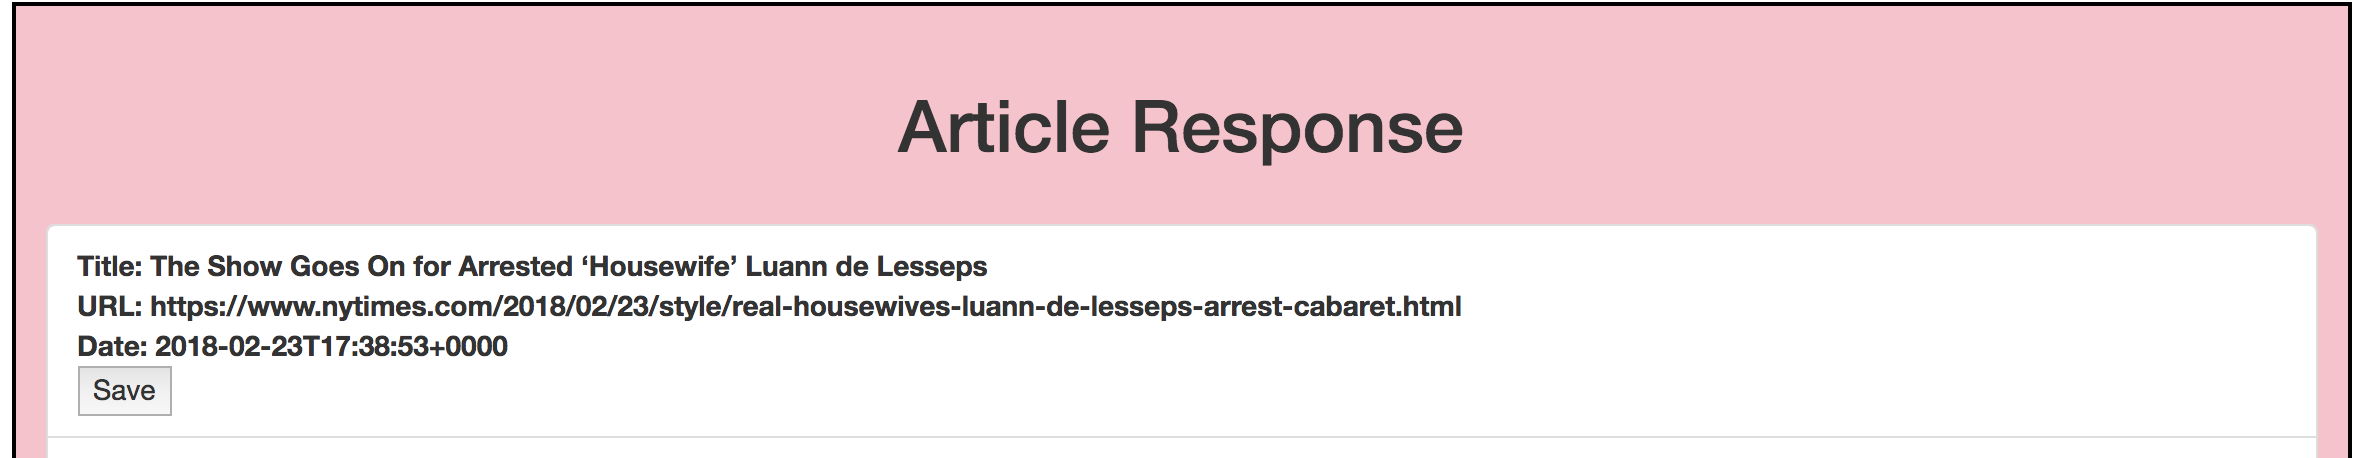 Article Response
Title: The Show Goes On for Arrested ‘Housewife’ Luann de Lesseps
URL: https://www.nytimes.com/2018/02/23/style/real-housewives-luann-de-lesseps-arrest-cabaret.html
Date: 2018-02-23T17:38:53+0000
Save